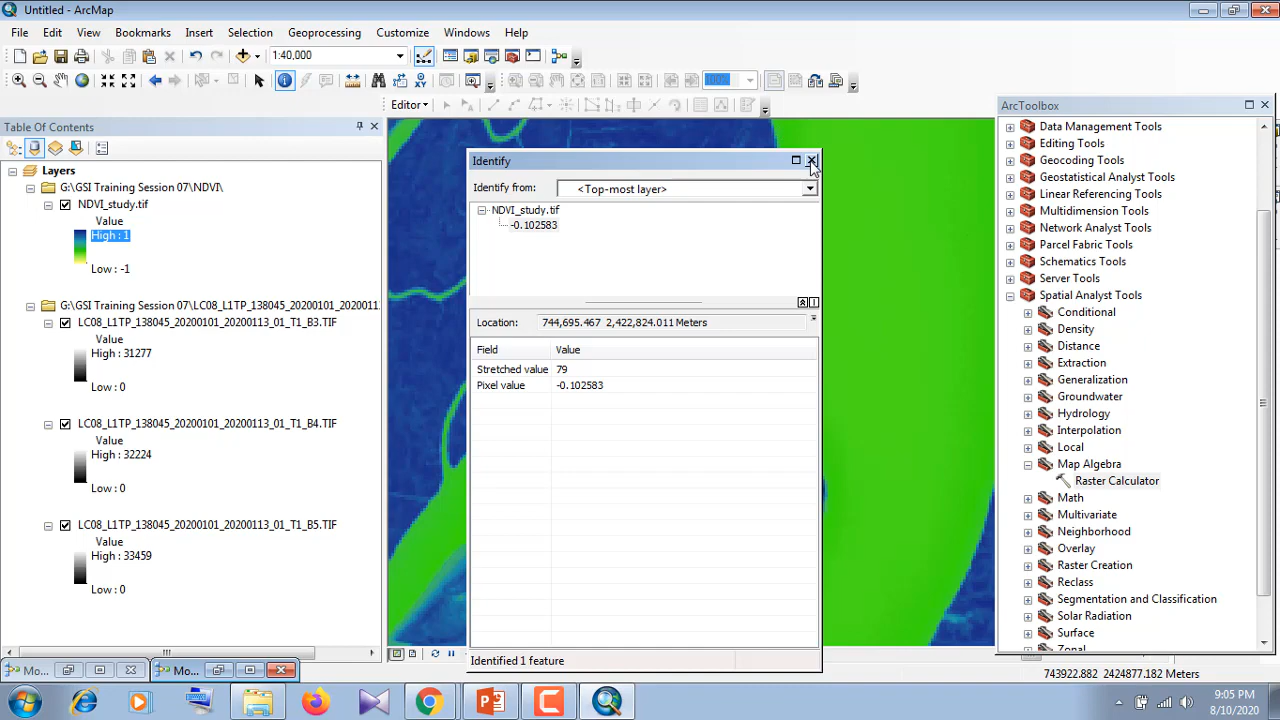 Untitled - ArcMap
File Edit View Bookmarks Insert Selection Geoprocessing Customize Windows Help
1:40,000
100%
Editor
Table Of Contents
Layers
G:\GSI Training Session 07\NDVI\
NDVI_study.tif
Value
High : 1
Low : -1
G:\GSI Training Session 07\LC08_L1TP_138045_20200101_2020011
LC08_L1TP_138045_20200101_20200113_01_T1_B3.TIF
Value
High : 31277
Low : 0
LC08_L1TP_138045_20200101_20200113_01_T1_B4.TIF
Value
High : 32224
Low : 0
LC08_L1TP_138045_20200101_20200113_01_T1_B5.TIF
Value
High : 33459
Low : 0
Identify
Identify from: <Top-most layer>
NDVI_study.tif
-0.102583
Location: 744,695.467 2,422,824.011 Meters
Field Value
Stretched value 79
Pixel value -0.102583
Identified 1 feature
ArcToolbox
Data Management Tools
Editing Tools
Geocoding Tools
Geostatistical Analyst Tools
Linear Referencing Tools
Multidimension Tools
Network Analyst Tools
Parcel Fabric Tools
Schematics Tools
Server Tools
Spatial Analyst Tools
Conditional
Density
Distance
Extraction
Generalization
Groundwater
Hydrology
Interpolation
Local
Map Algebra
Raster Calculator
Math
Multivariate
Neighborhood
Overlay
Raster Creation
Reclass
Segmentation and Classification
Solar Radiation
Surface
Zonal
Mo... Mo...
743922.882 2424877.182 Meters
9:05 PM
8/10/2020